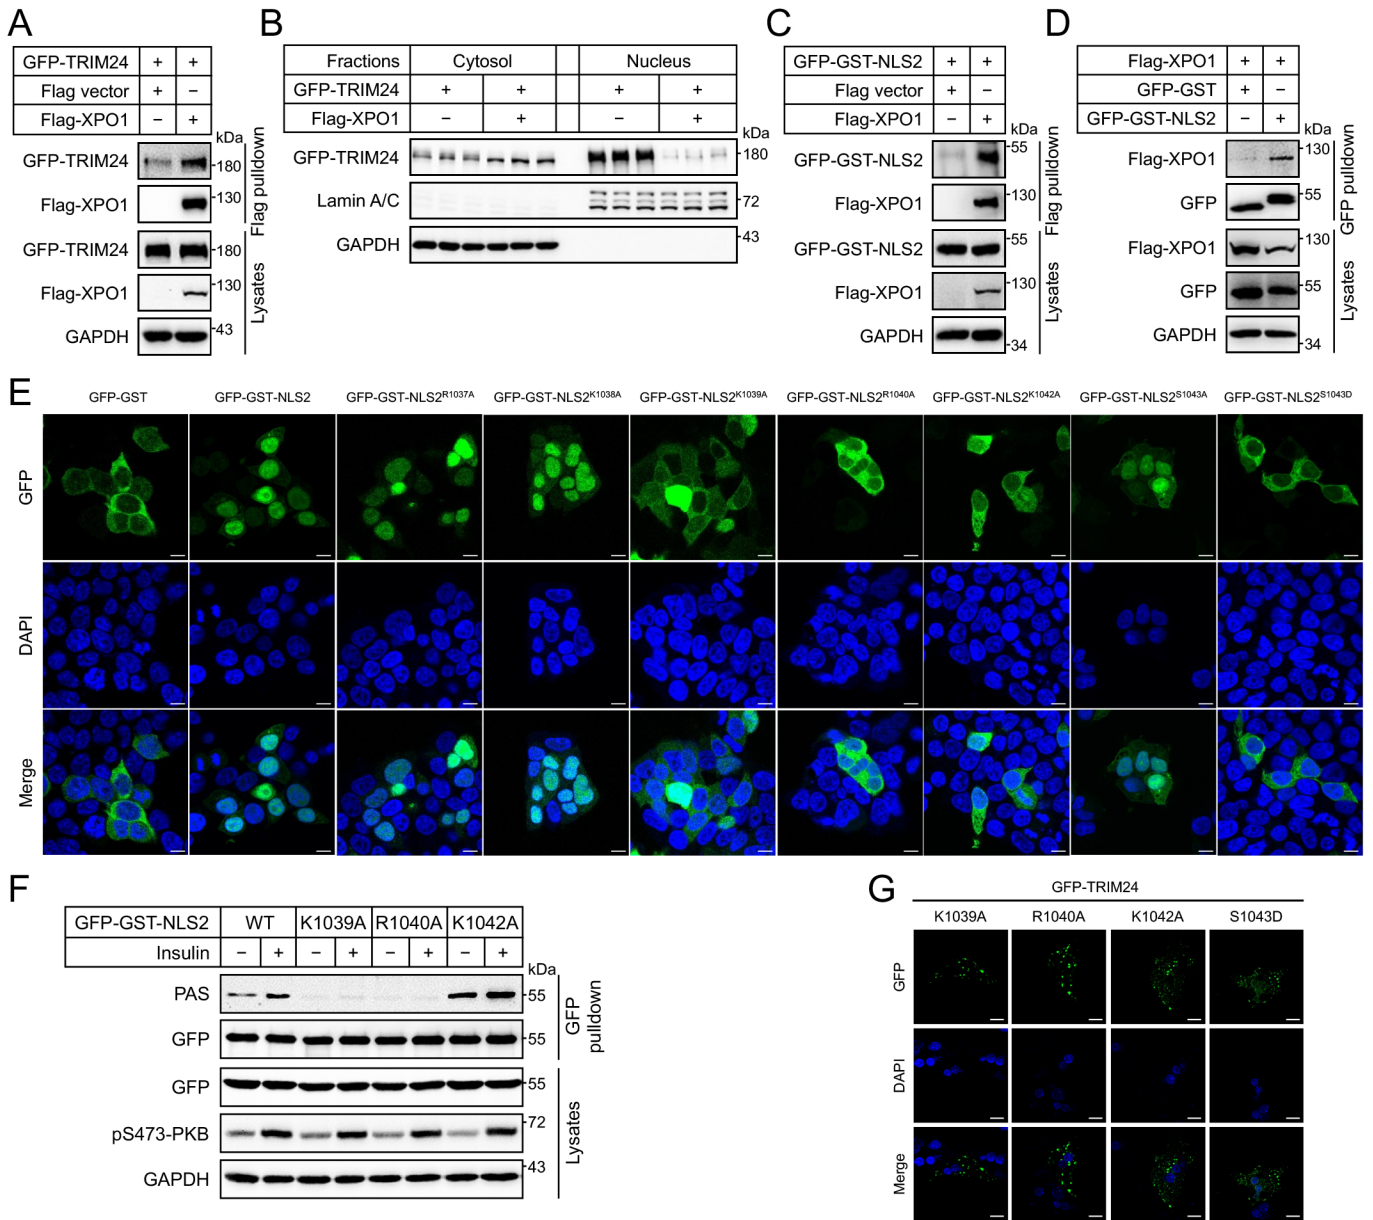 A
GFP-TRIM24 + +
Flag vector + −
Flag-XPO1 − +
kDa
GFP-TRIM24 -180
Flag-XPO1 -130
Flag pulldown
GFP-TRIM24 -180
Flag-XPO1 -130
GAPDH -43
Lysates
B
Fractions Cytosol Nucleus
GFP-TRIM24 + + + +
Flag-XPO1 − + − +
kDa
GFP-TRIM24 -180
Lamin A/C -72
GAPDH -43
C
GFP-GST-NLS2 + +
Flag vector + −
Flag-XPO1 − +
kDa
GFP-GST-NLS2 -55
Flag-XPO1 -130
Flag pulldown
GFP-GST-NLS2 -55
Flag-XPO1 -130
GAPDH -34
Lysates
D
Flag-XPO1 + +
GFP-GST + −
GFP-GST-NLS2 − +
kDa
Flag-XPO1 -130
GFP -55
GFP pulldown
Flag-XPO1 -130
GFP -55
GAPDH -34
Lysates
E
GFP-GST GFP-GST-NLS2 GFP-GST-NLS2R1037A GFP-GST-NLS2K1038A GFP-GST-NLS2K1039A GFP-GST-NLS2R1040A GFP-GST-NLS2K1042A GFP-GST-NLS2S1043A GFP-GST-NLS2S1043D
GFP
DAPI
Merge
F
GFP-GST-NLS2 WT K1039A R1040A K1042A
Insulin − + − + − + − +
kDa
PAS -55
GFP -55
GFP pulldown
GFP -55
pS473-PKB -72
GAPDH -43
Lysates
G
GFP-TRIM24
K1039A R1040A K1042A S1043D
GFP
DAPI
Merge